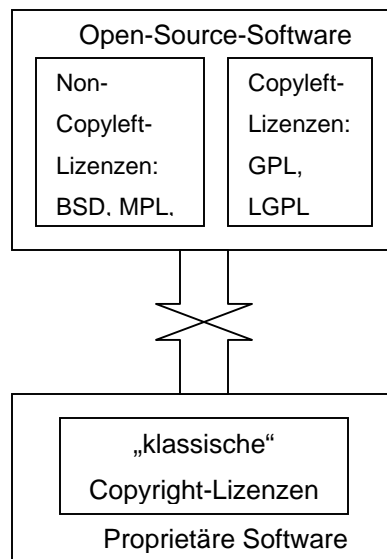 Open-Source-Software
Non-
Copyleft-
Lizenzen:
BSD, MPL,
Copyleft-
Lizenzen:
GPL,
LGPL
„klassische“
Copyright-Lizenzen
Proprietäre Software